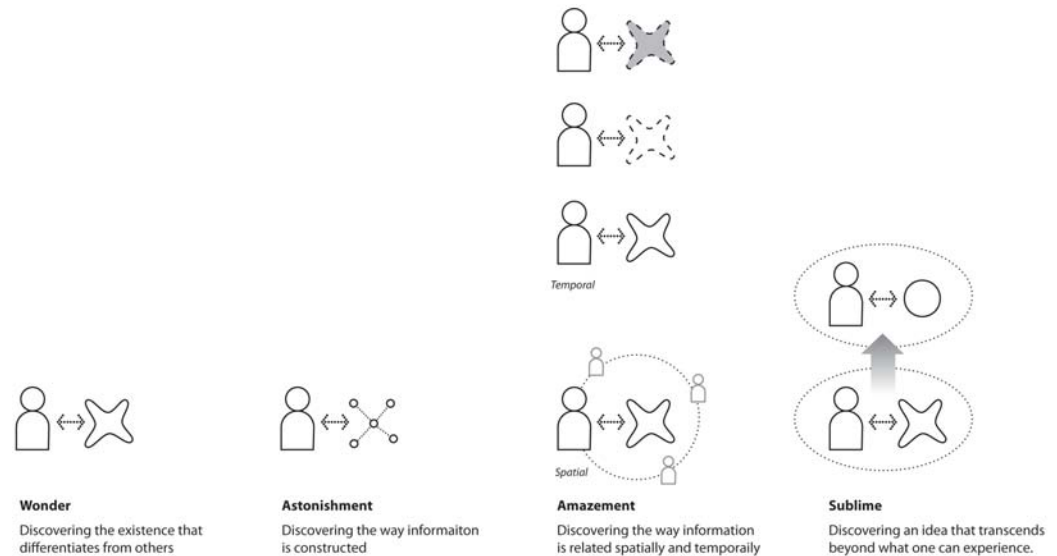 Temporal
Spatial
Wonder
Discovering the existence that
differentiates from others
Astonishment
Discovering the way informaiton
is constructed
Amazement
Discovering the way information
is related spatially and temporaily
Sublime
Discovering an idea that transcends
beyond what one can experience.